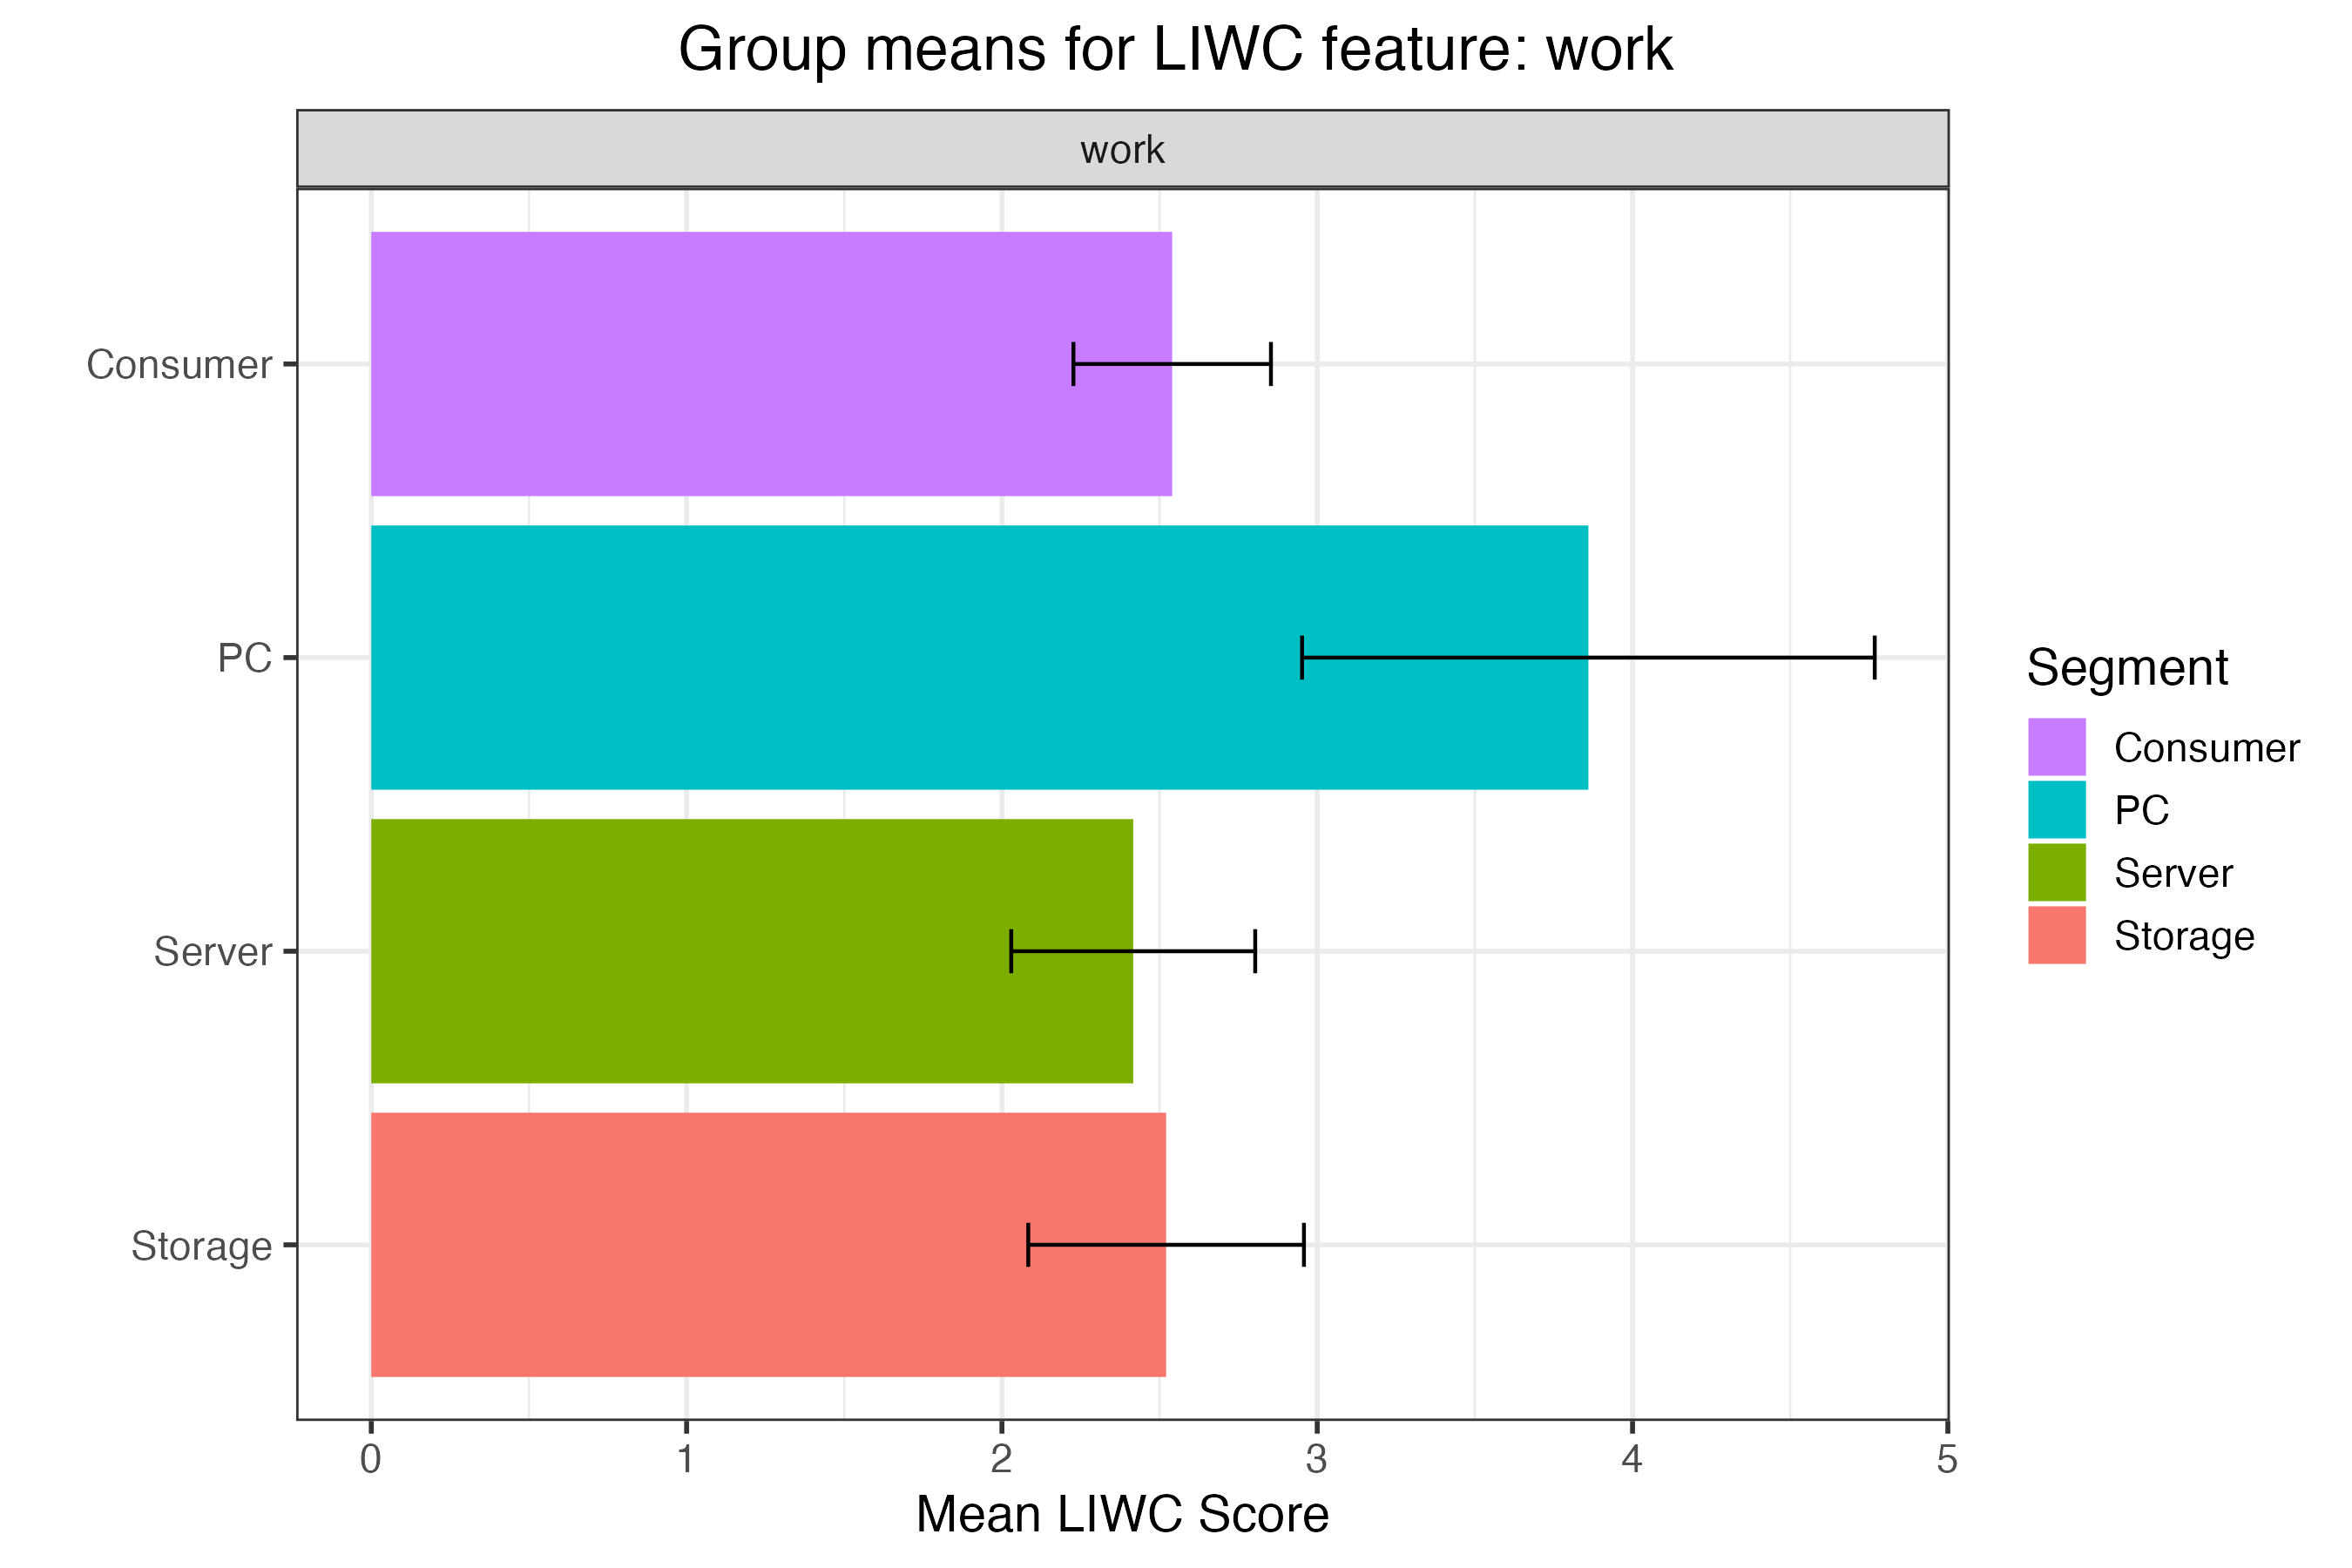 Group means for LIWC feature: work
work
Consumer
PC
Server
Storage
0 1 2 3 4 5
Mean LIWC Score
Segment
Consumer
PC
Server
Storage